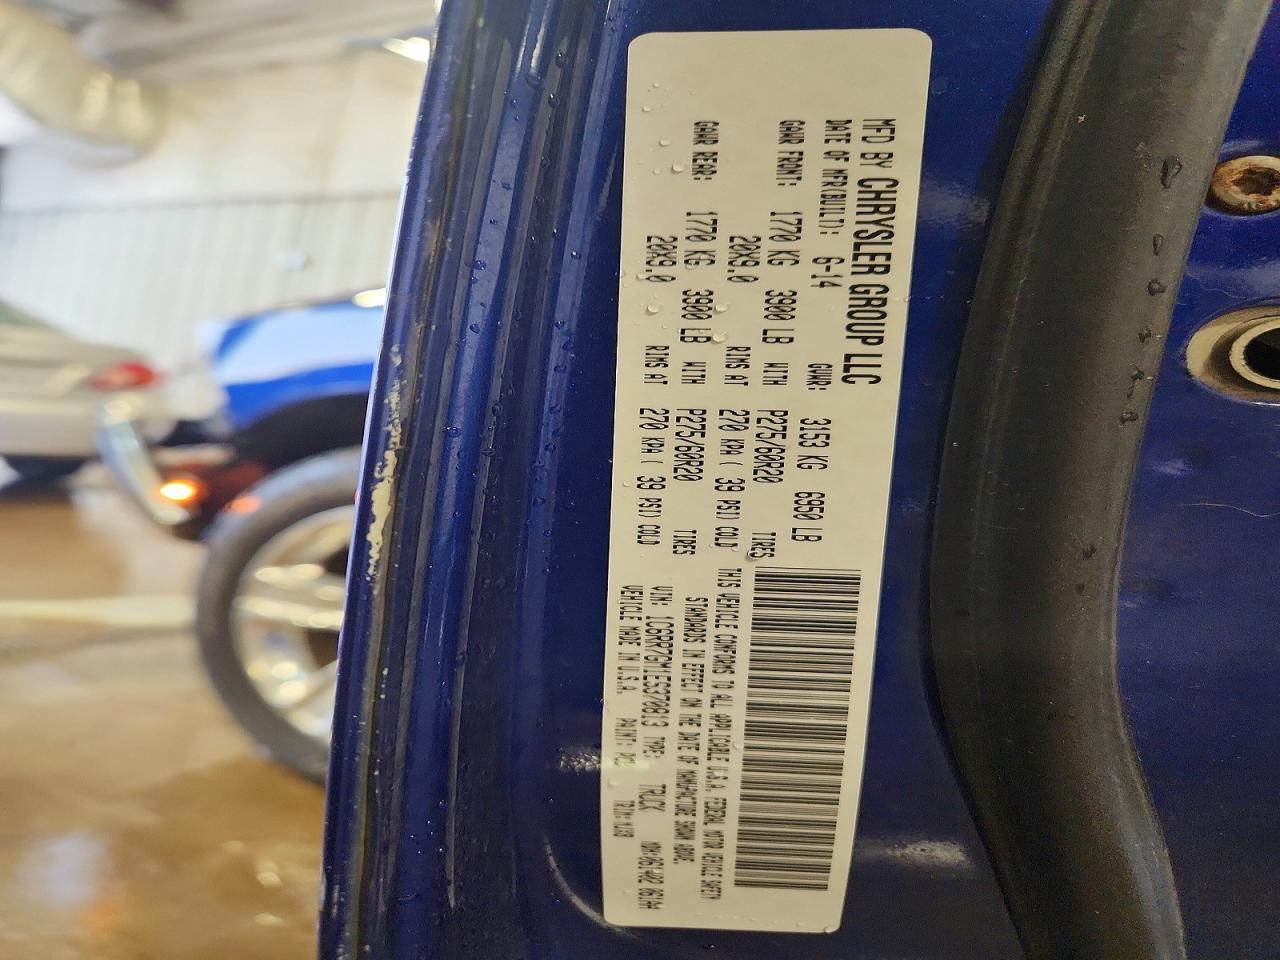 MFD BY CHRYSLER GROUP LLC
DATE OF MFR(BUILT): 6-14 GVWR: 3153 KG 6950 LB
GAWR FRONT: 1770 KG 3900 LB WITH P275/60R20 TIRES
20X9.0 RIMS AT 270 KPA ( 39 PSI) COLD
GAWR REAR: 1770 KG 3900 LB WITH P275/60R20 TIRES
20X9.0 RIMS AT 270 KPA ( 39 PSI) COLD
THIS VEHICLE CONFORMS TO ALL APPLICABLE U.S.A. FEDERAL MOTOR VEHICLE SAFETY
STANDARDS IN EFFECT ON THE DATE OF MANUFACTURE SHOWN ABOVE.
VIN: 1C6RR7GM1ES370813 TYPE: TRUCK
VEHICLE MADE IN U.S.A. PAINT: TRIM: